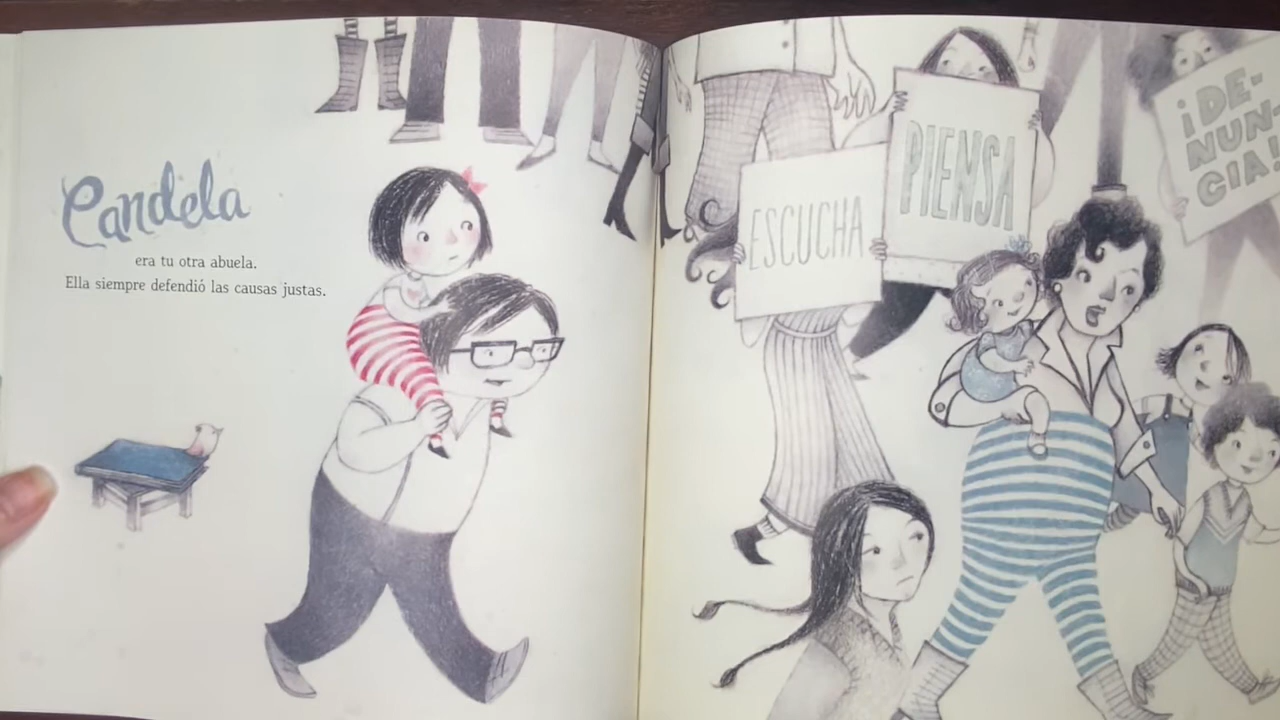 Candela
era tu otra abuela.
Ella siempre defendió las causas justas.
ESCUCHA
PIENSA
¡DE-
NUN-
CIA!